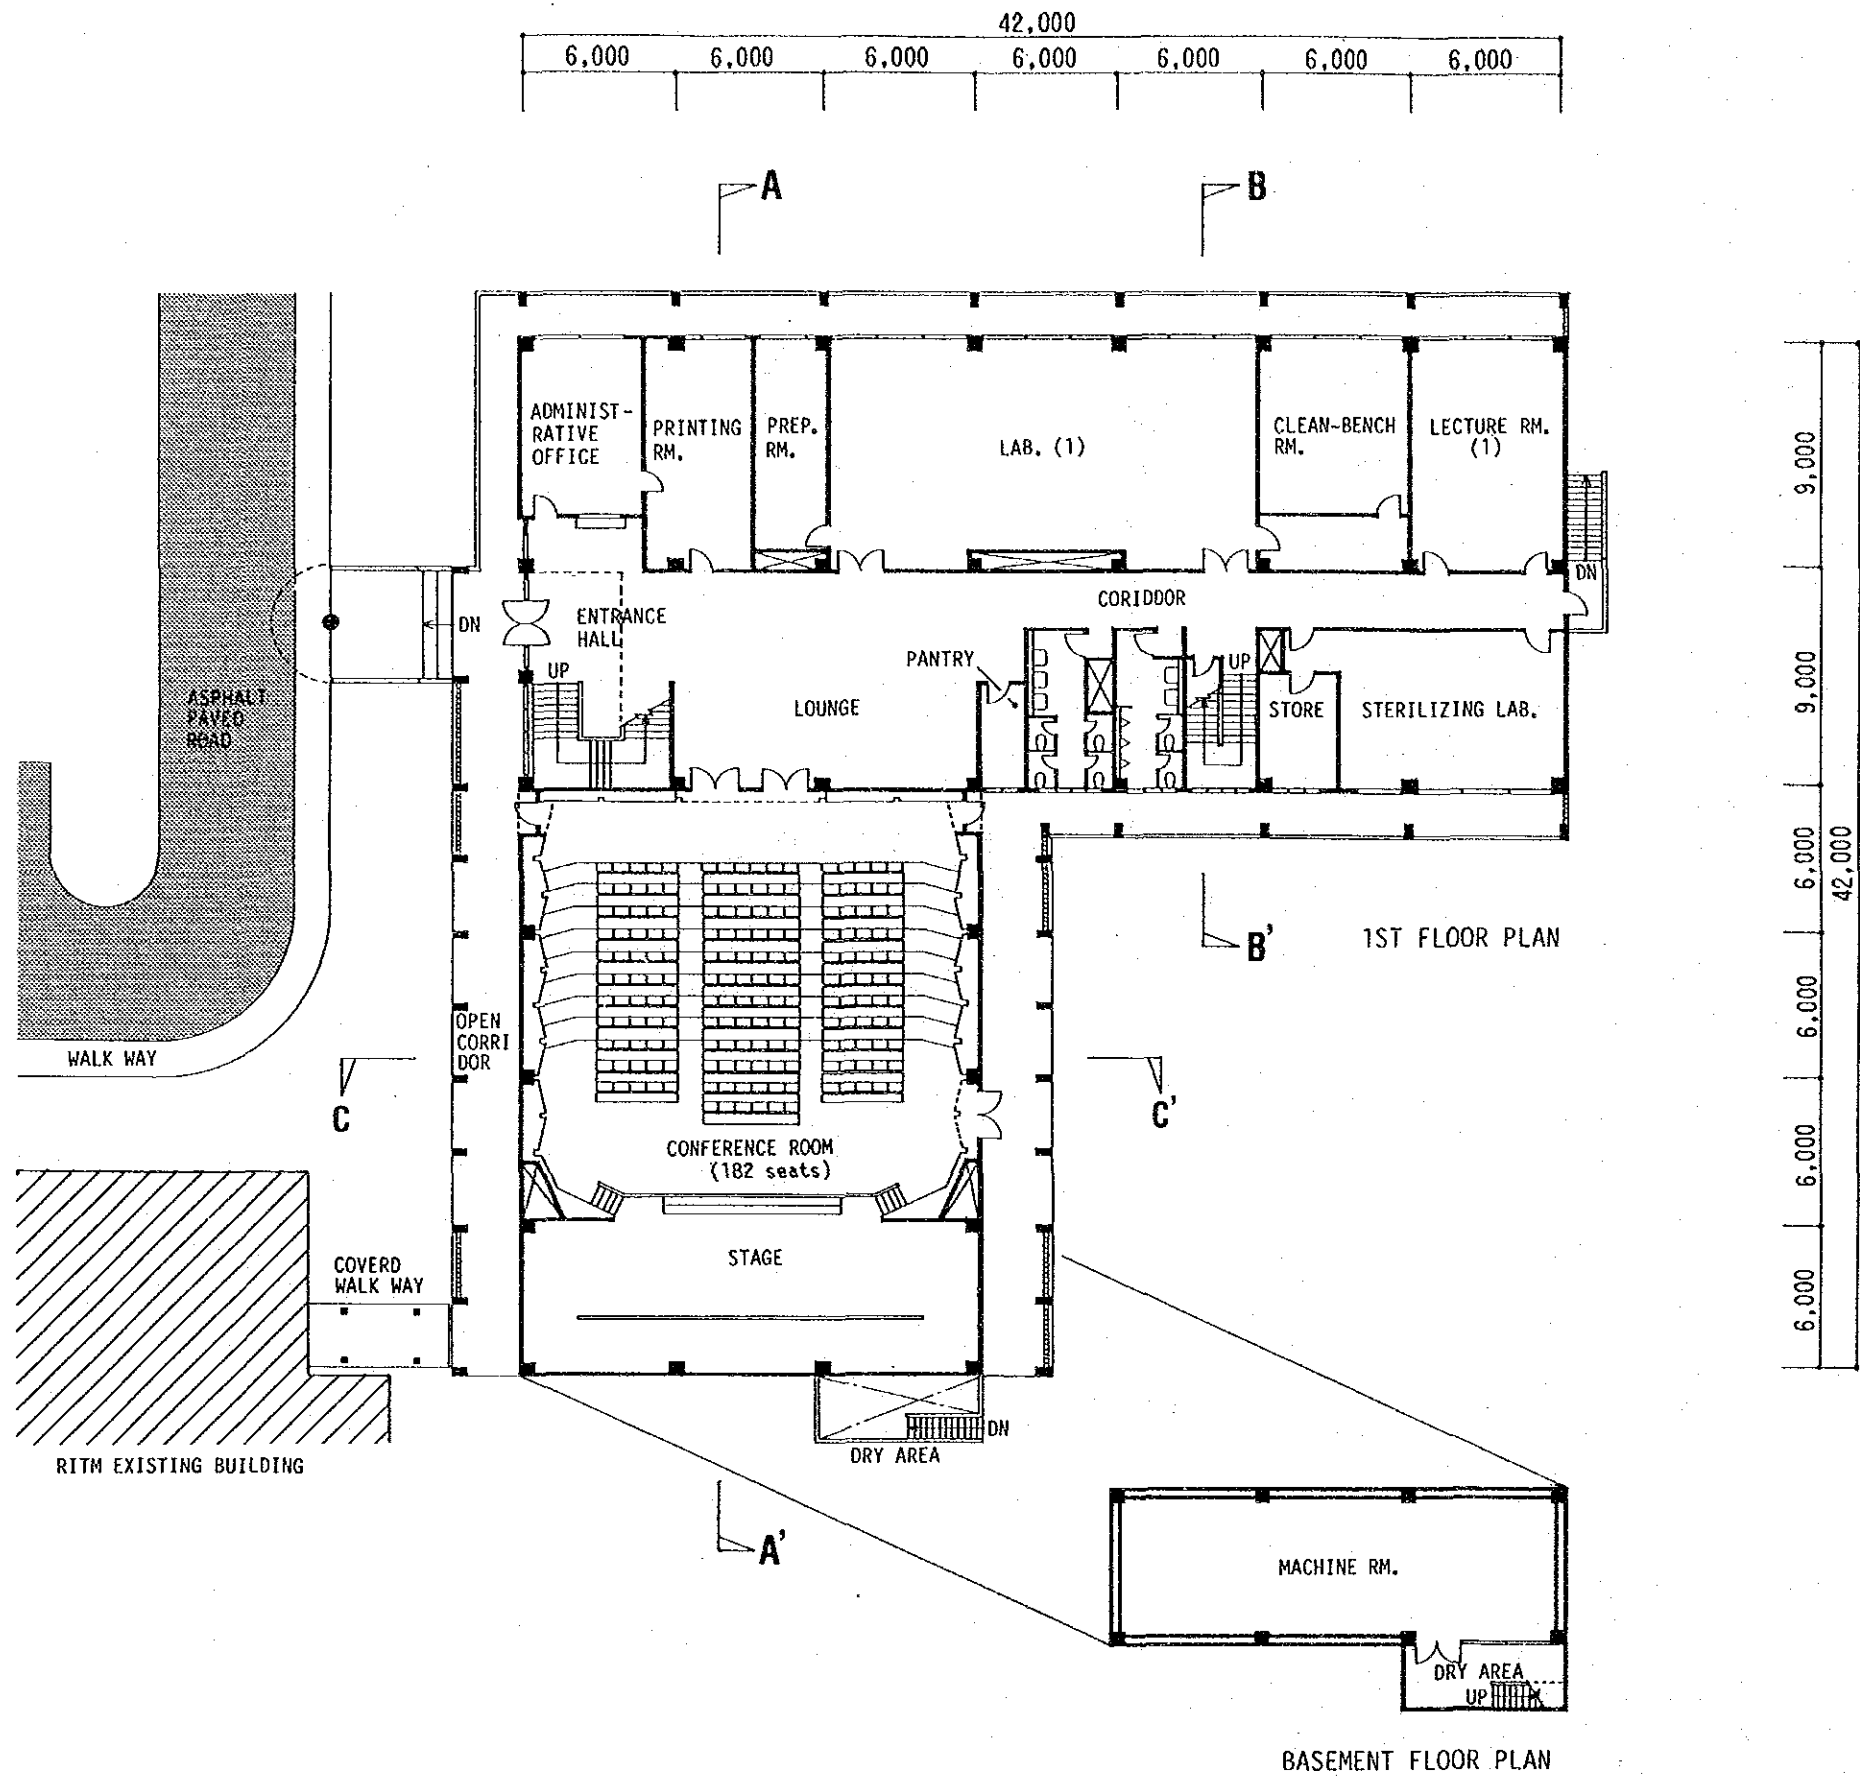 42,000
6,000 6,000 6,000 6,000 6,000 6,000 6,000
A B
ADMINIST-
RATIVE
OFFICE
PRINTING
RM.
PREP.
RM.
LAB. (1)
CLEAN-BENCH
RM.
LECTURE RM.
(1)
9,000
DN
CORIDDOR
ENTRANCE
HALL
DN
PANTRY
UP
UP
LOUNGE
STORE
STERILIZING LAB.
9,000
ASPHALT
PAVED
ROAD
6,000
42,000
B'
1ST FLOOR PLAN
6,000
OPEN
CORRI
DOR
WALK WAY
C
C'
CONFERENCE ROOM
(182 seats)
6,000
STAGE
COVERD
WALK WAY
6,000
DN
DRY AREA
RITM EXISTING BUILDING
A'
MACHINE RM.
DRY AREA
UP
BASEMENT FLOOR PLAN